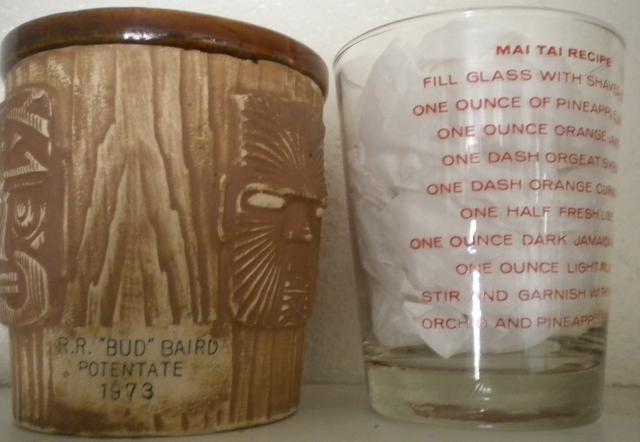 R.R. "BUD" BAIRD
POTENTATE
1973
MAI TAI RECIPE
FILL GLASS WITH SHAVED
ONE OUNCE OF PINEAPPLE
ONE OUNCE ORANGE
ONE DASH ORGEAT
ONE DASH ORANGE
ONE HALF FRESH LIME
ONE OUNCE DARK JAMAICA
ONE OUNCE LIGHT
STIR AND GARNISH WITH
ORCHID AND PINEAPPLE